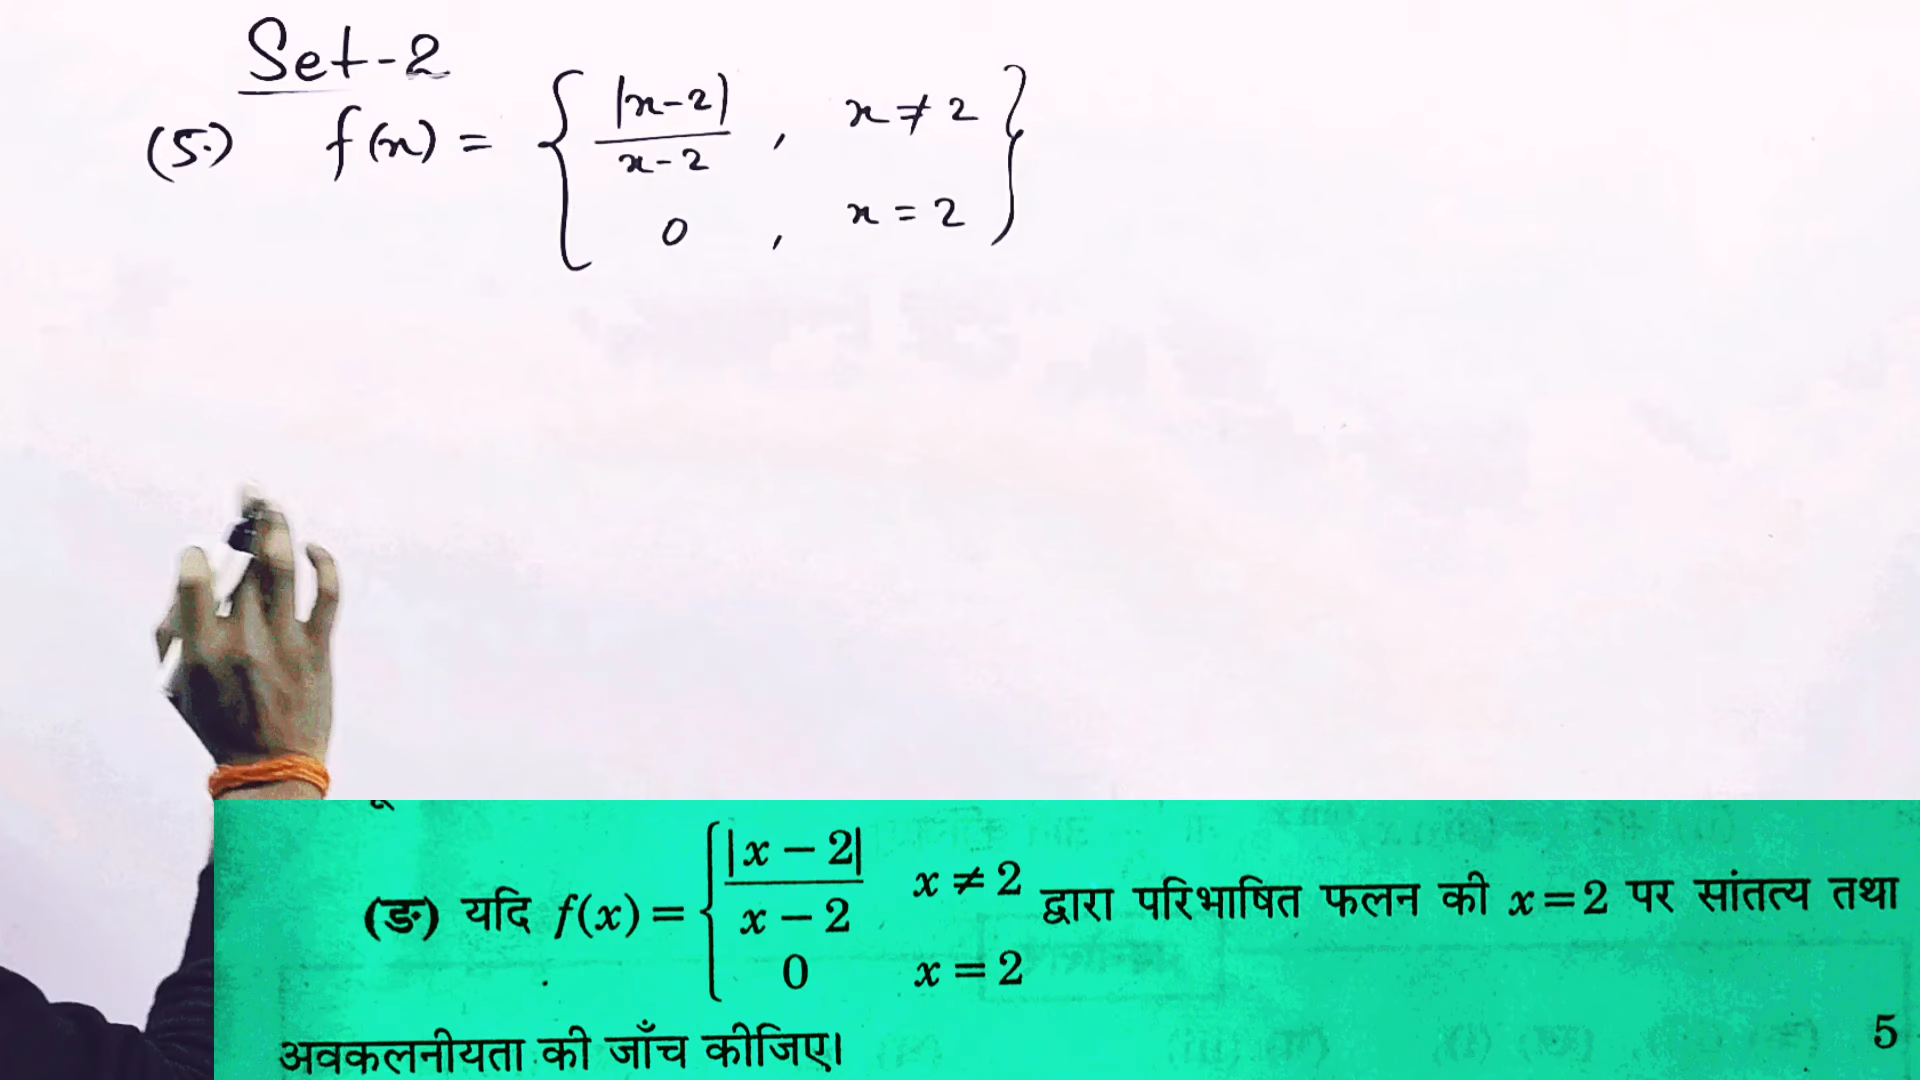 Set-2
(5.) f(x) = { |x-2| / x-2 , x ≠ 2
0 , x = 2 }
(ङ) यदि f(x) = { |x − 2| / x − 2 x ≠ 2 द्वारा परिभाषित फलन की x = 2 पर सांतत्य तथा
0 x = 2
अवकलनीयता की जाँच कीजिए। 5